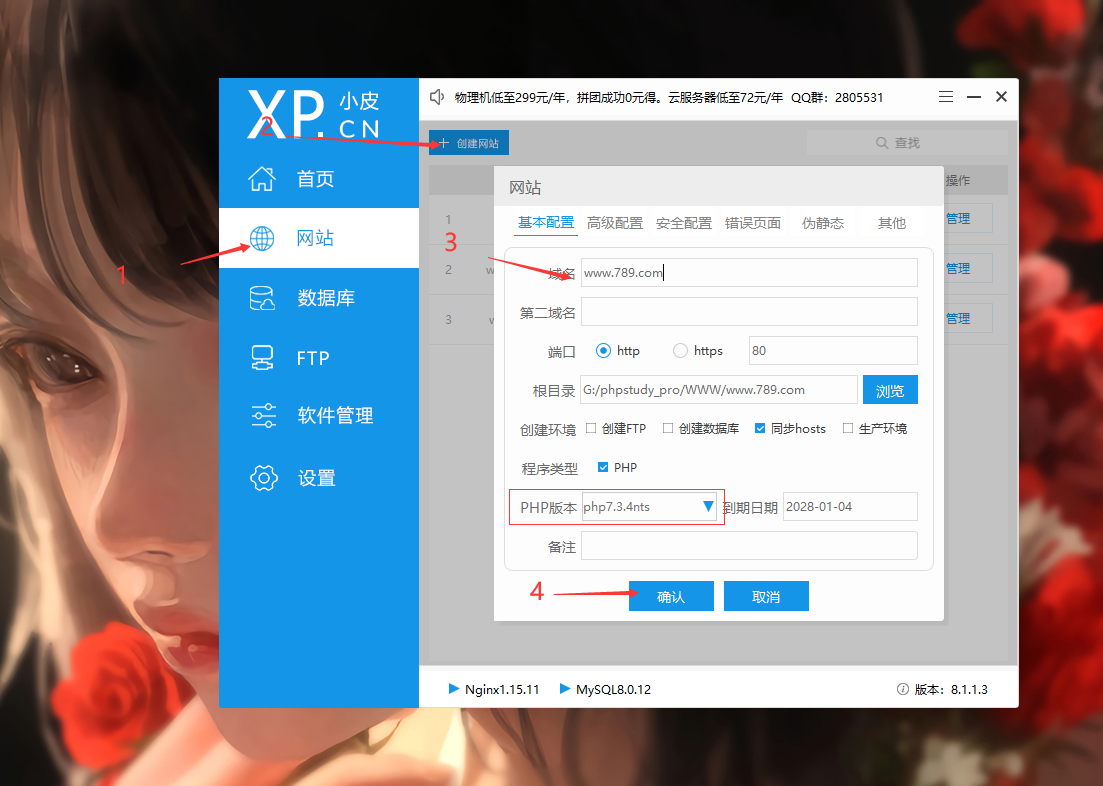 XP.CN 小皮
物理机低至299元/年，拼团成功0元得。云服务器低至72元/年 QQ群：2805531
2
+ 创建网站
查找
首页
网站
操作
基本配置 高级配置 安全配置 错误页面 伪静态 其他
1
管理
网站
3
1
域名 www.789.com
2
w
管理
数据库
第二域名
3
w
管理
端口 http https 80
FTP
根目录 G:/phpstudy_pro/WWW/www.789.com 浏览
软件管理
创建环境 创建FTP 创建数据库 同步hosts 生产环境
程序类型 PHP
设置
PHP版本 php7.3.4nts 到期日期 2028-01-04
备注
4
确认 取消
Nginx1.15.11 MySQL8.0.12 版本：8.1.1.3